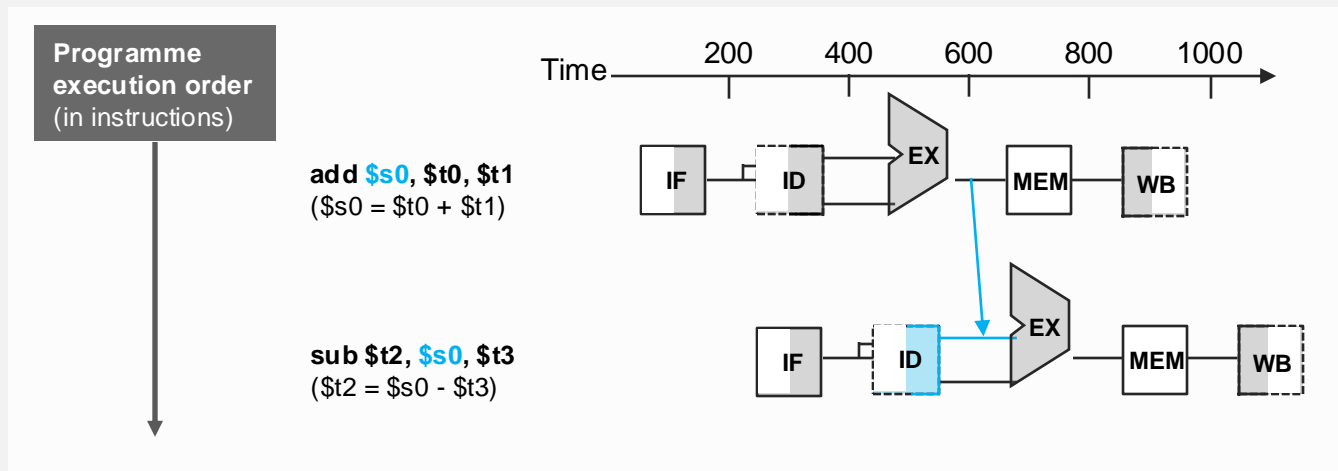 Programme
execution order
(in instructions)
Time
200 400 600 800 1000
add $s0, $t0, $t1
($s0 = $t0 + $t1)
IF ID EX MEM WB
sub $t2, $s0, $t3
($t2 = $s0 - $t3)
IF ID EX MEM WB